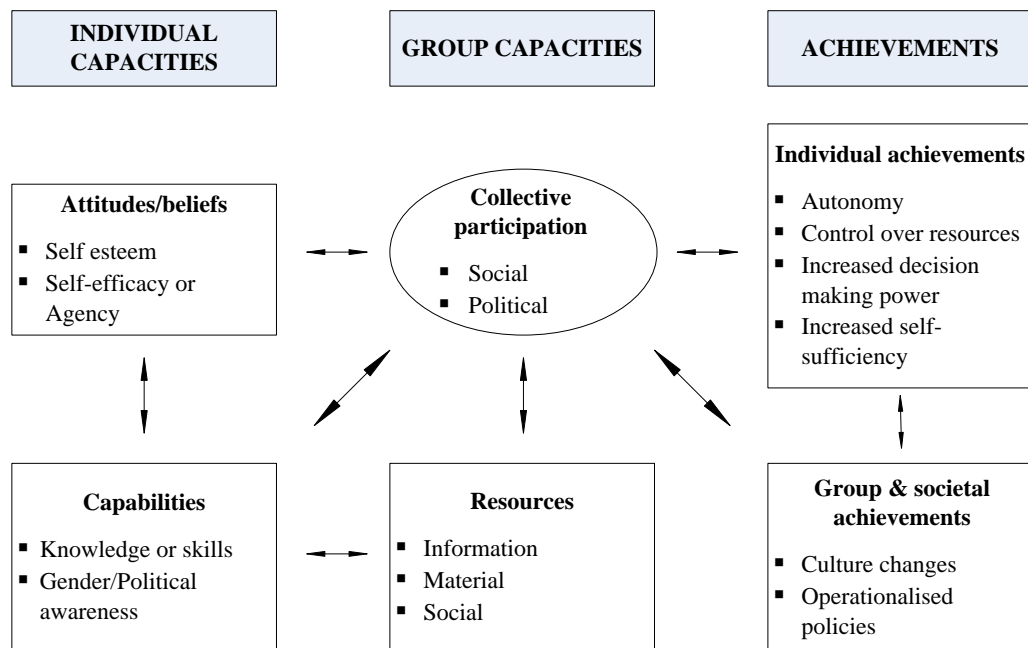 INDIVIDUAL
CAPACITIES
GROUP CAPACITIES
ACHIEVEMENTS
Attitudes/beliefs
▪ Self esteem
▪ Self-efficacy or
Agency
Collective
participation
▪ Social
▪ Political
Individual achievements
▪ Autonomy
▪ Control over resources
▪ Increased decision
making power
▪ Increased self-
sufficiency
Capabilities
▪ Knowledge or skills
▪ Gender/Political
awareness
Resources
▪ Information
▪ Material
▪ Social
Group & societal
achievements
▪ Culture changes
▪ Operationalised
policies